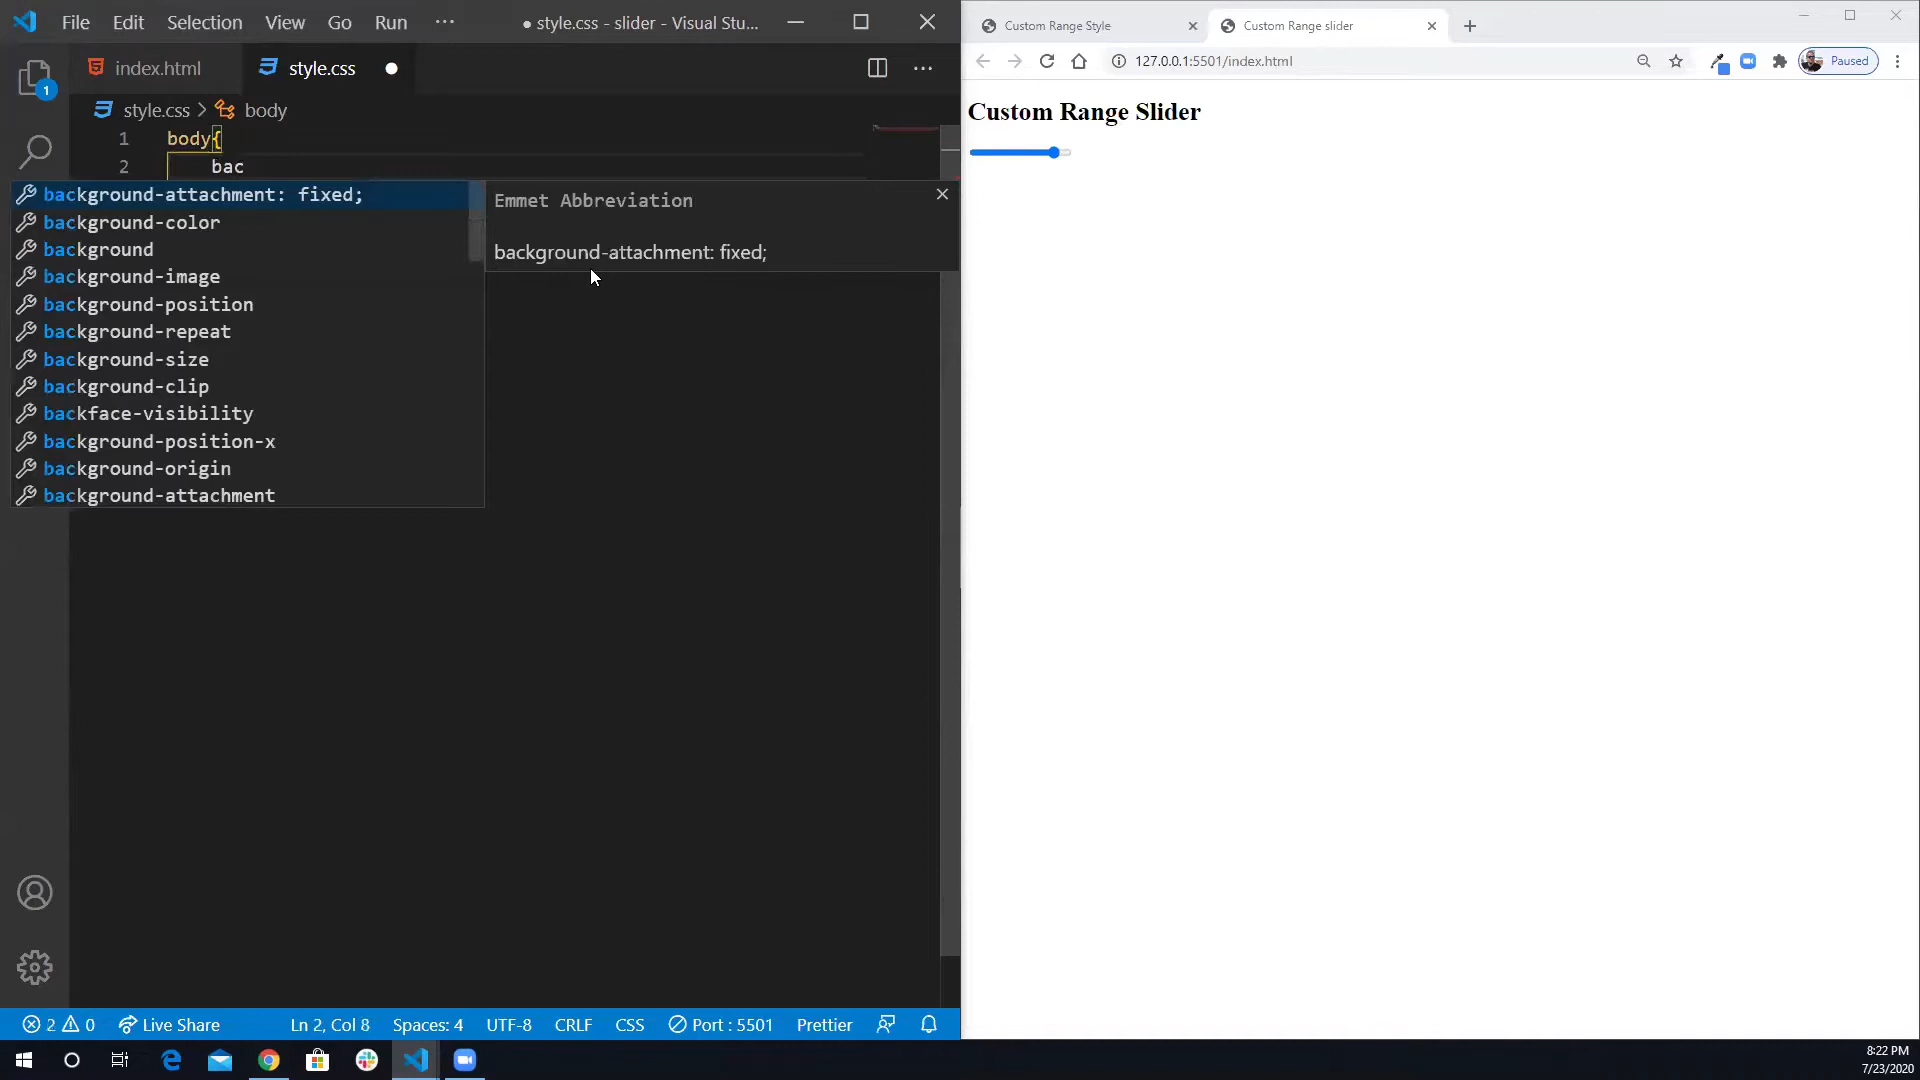 File Edit Selection View Go Run ··· ● style.css - slider - Visual Stu...
index.html style.css ●
style.css > body
1 body{
2 bac
background-attachment: fixed;
background-color
background
background-image
background-position
background-repeat
background-size
background-clip
backface-visibility
background-position-x
background-origin
background-attachment
Emmet Abbreviation
background-attachment: fixed;
1
2 0 Live Share Ln 2, Col 8 Spaces: 4 UTF-8 CRLF CSS Port : 5501 Prettier
Custom Range Style Custom Range slider
127.0.0.1:5501/index.html Paused
Custom Range Slider
8:22 PM
7/23/2020